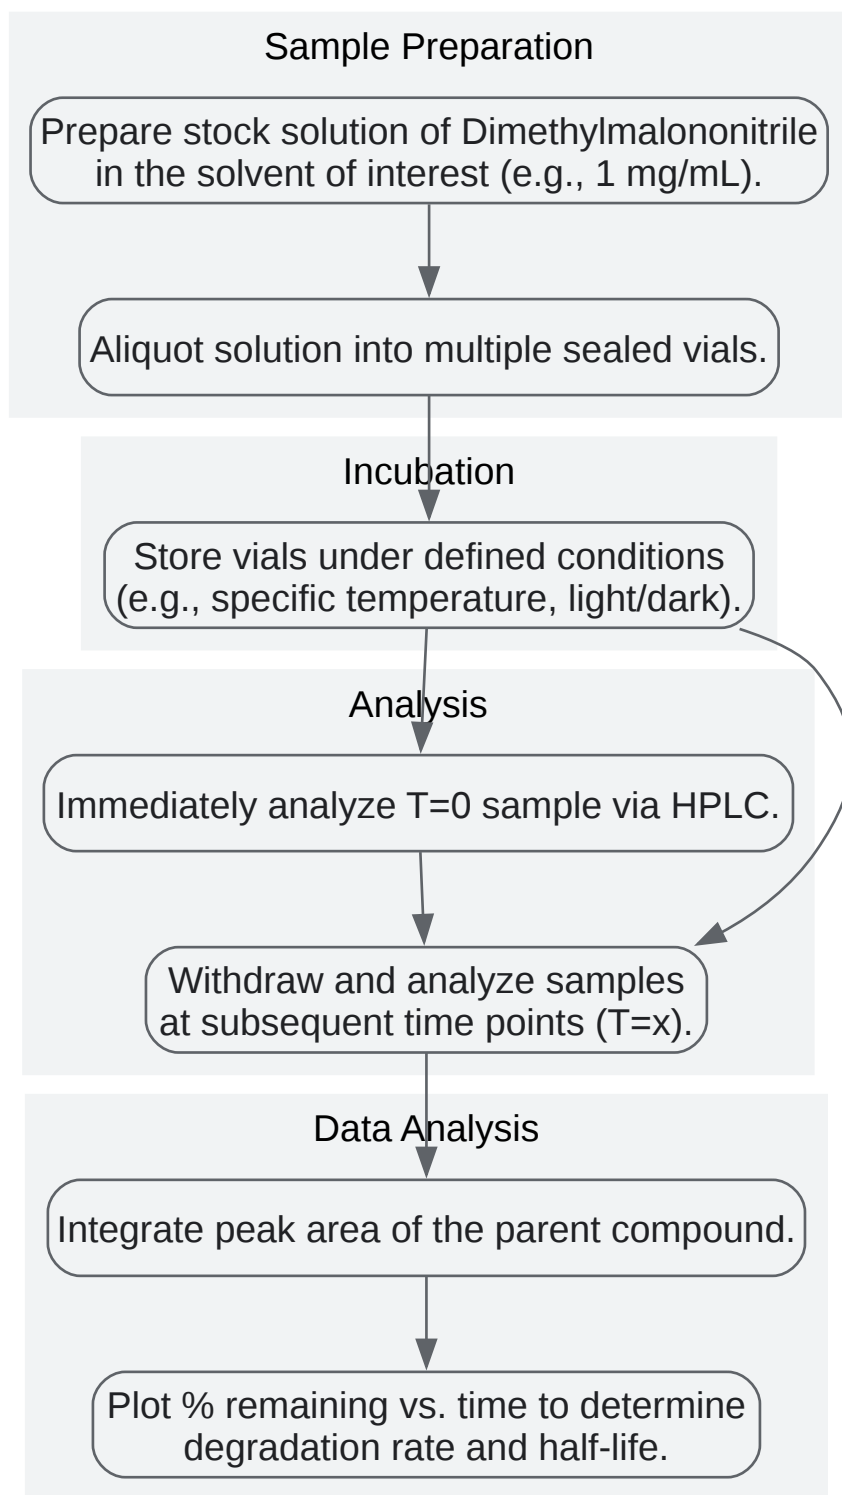 Sample Preparation
Prepare stock solution of Dimethylmalononitrile
in the solvent of interest (e.g., 1 mg/mL).
Aliquot solution into multiple sealed vials.
Incubation
Store vials under defined conditions
(e.g., specific temperature, light/dark).
Analysis
Immediately analyze T=0 sample via HPLC.
Withdraw and analyze samples
at subsequent time points (T=x).
Data Analysis
Integrate peak area of the parent compound.
Plot % remaining vs. time to determine
degradation rate and half-life.